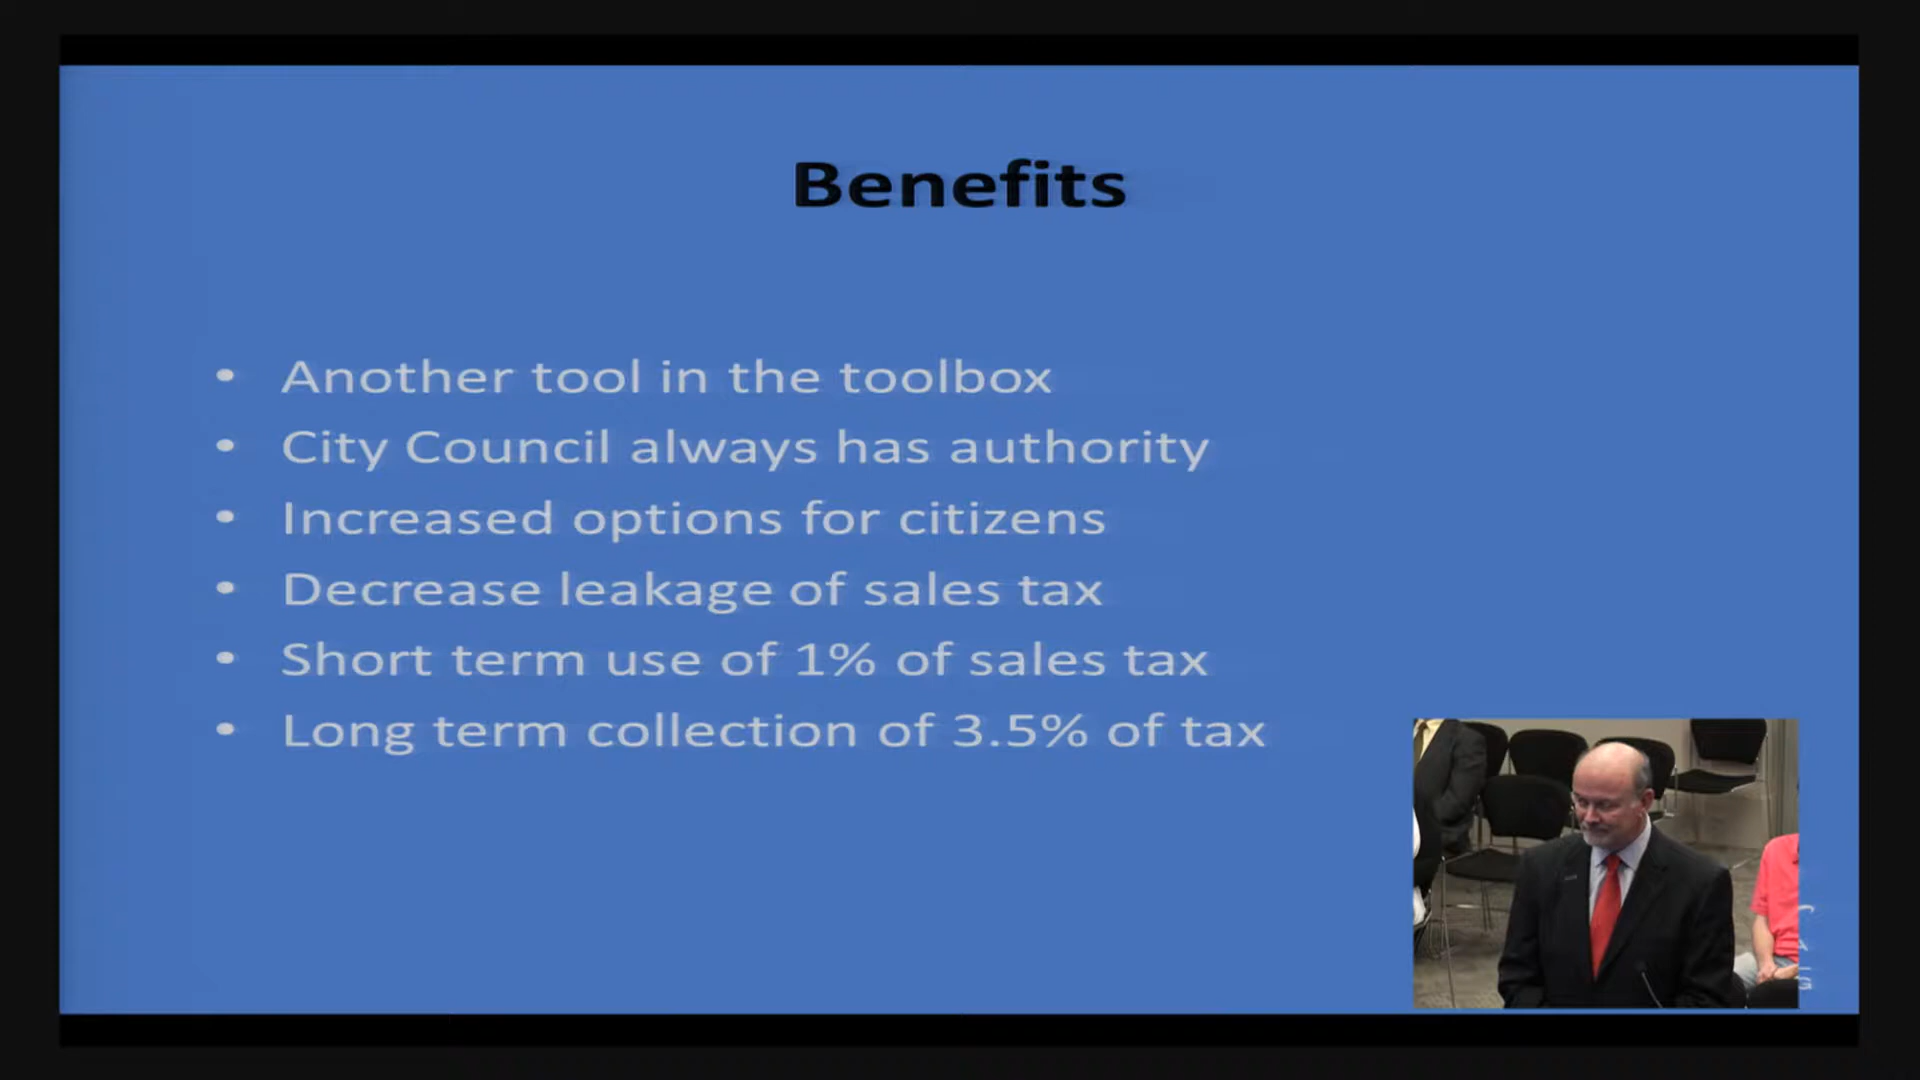 Benefits
• Another tool in the toolbox
• City Council always has authority
• Increased options for citizens
• Decrease leakage of sales tax
• Short term use of 1% of sales tax
• Long term collection of 3.5% of tax